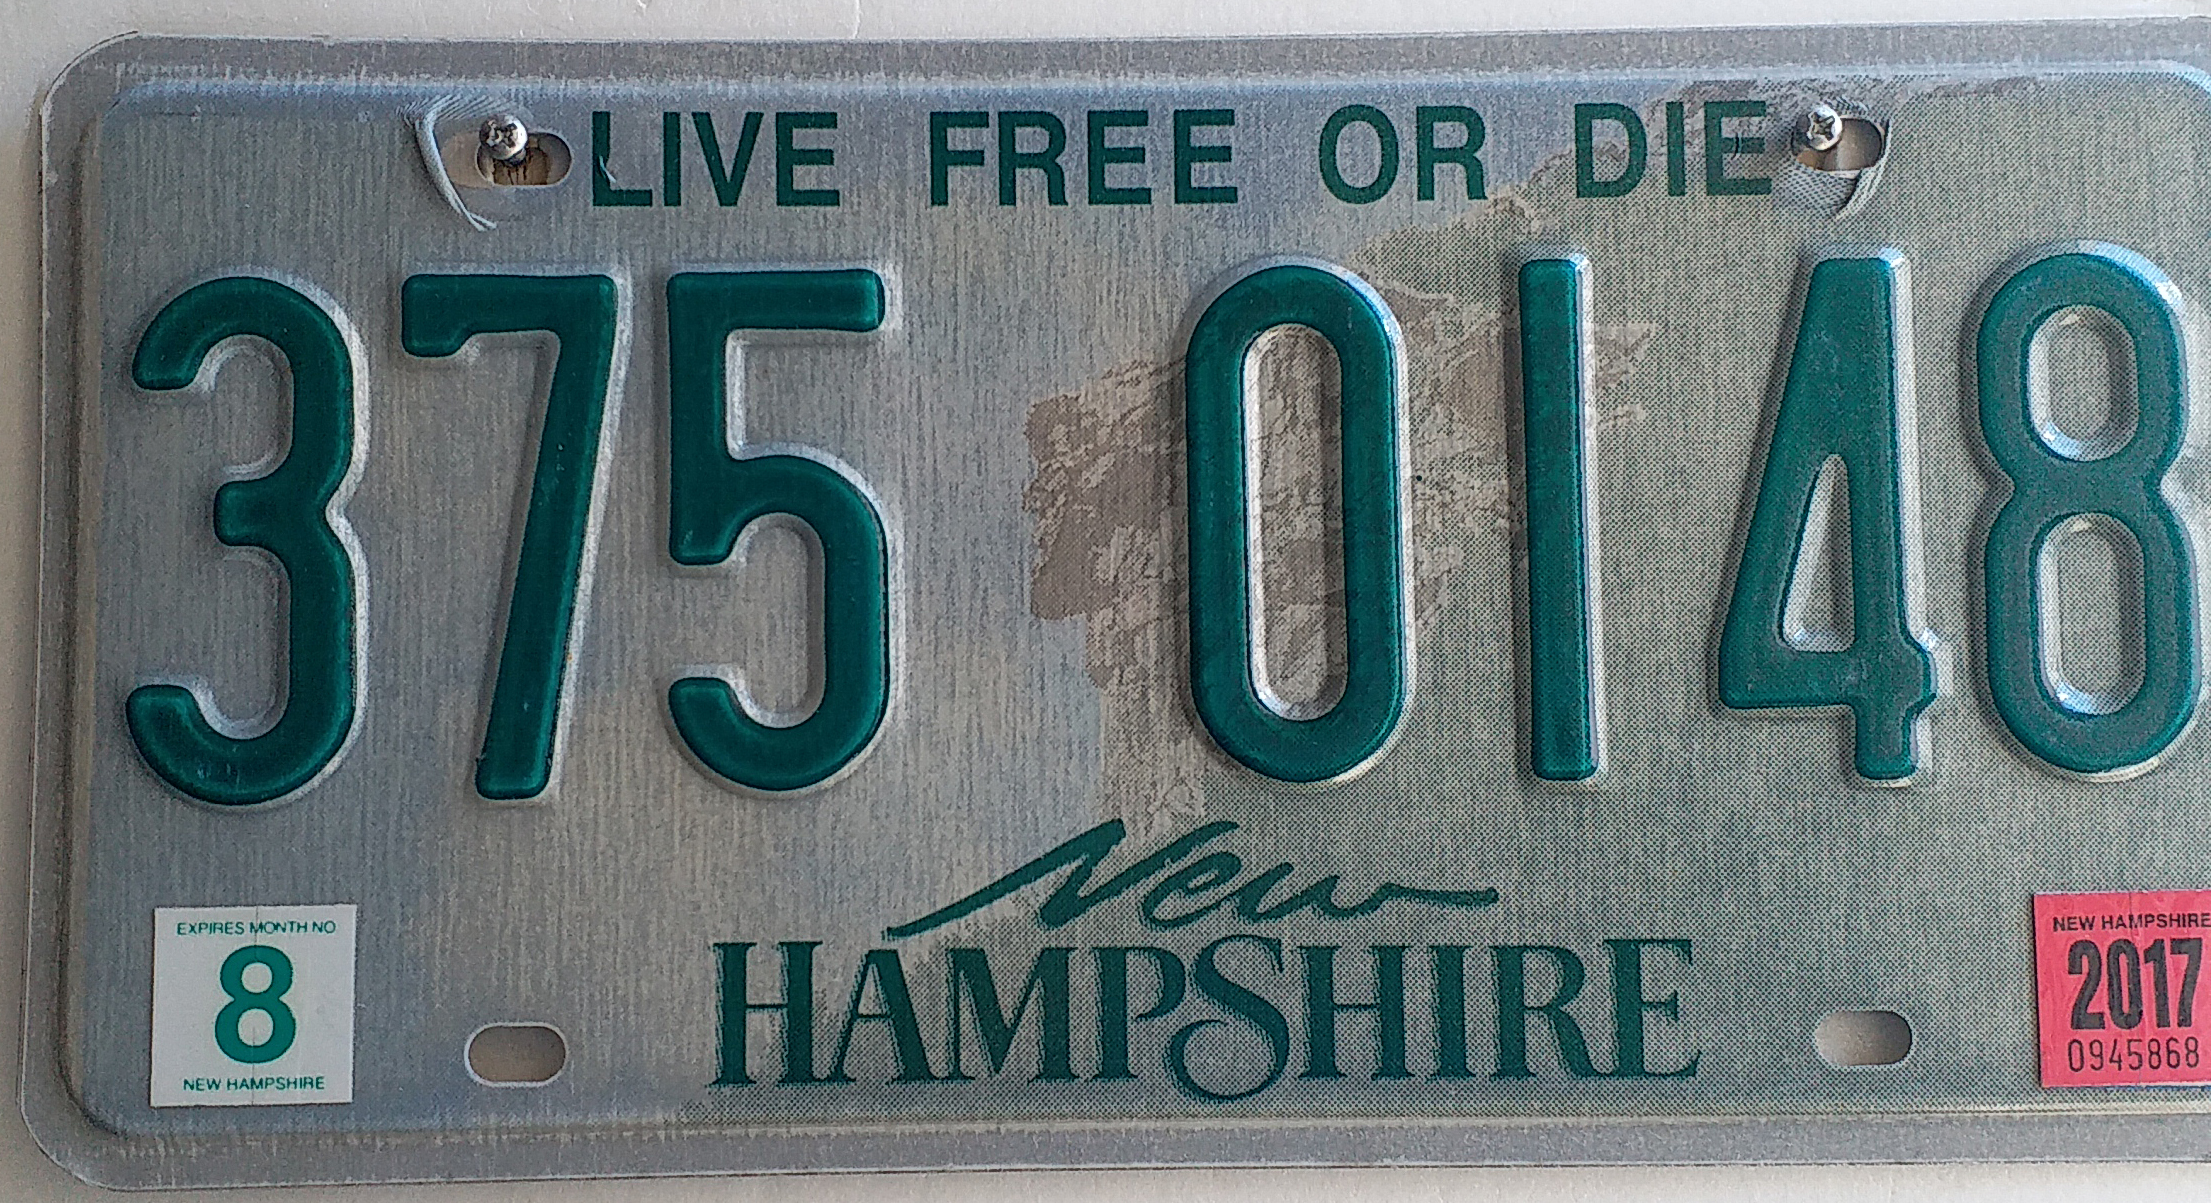 LIVE FREE OR DIE
375 0148
New
HAMPSHIRE
EXPIRES MONTH NO
8
NEW HAMPSHIRE
NEW HAMPSHIRE
2017
0945868